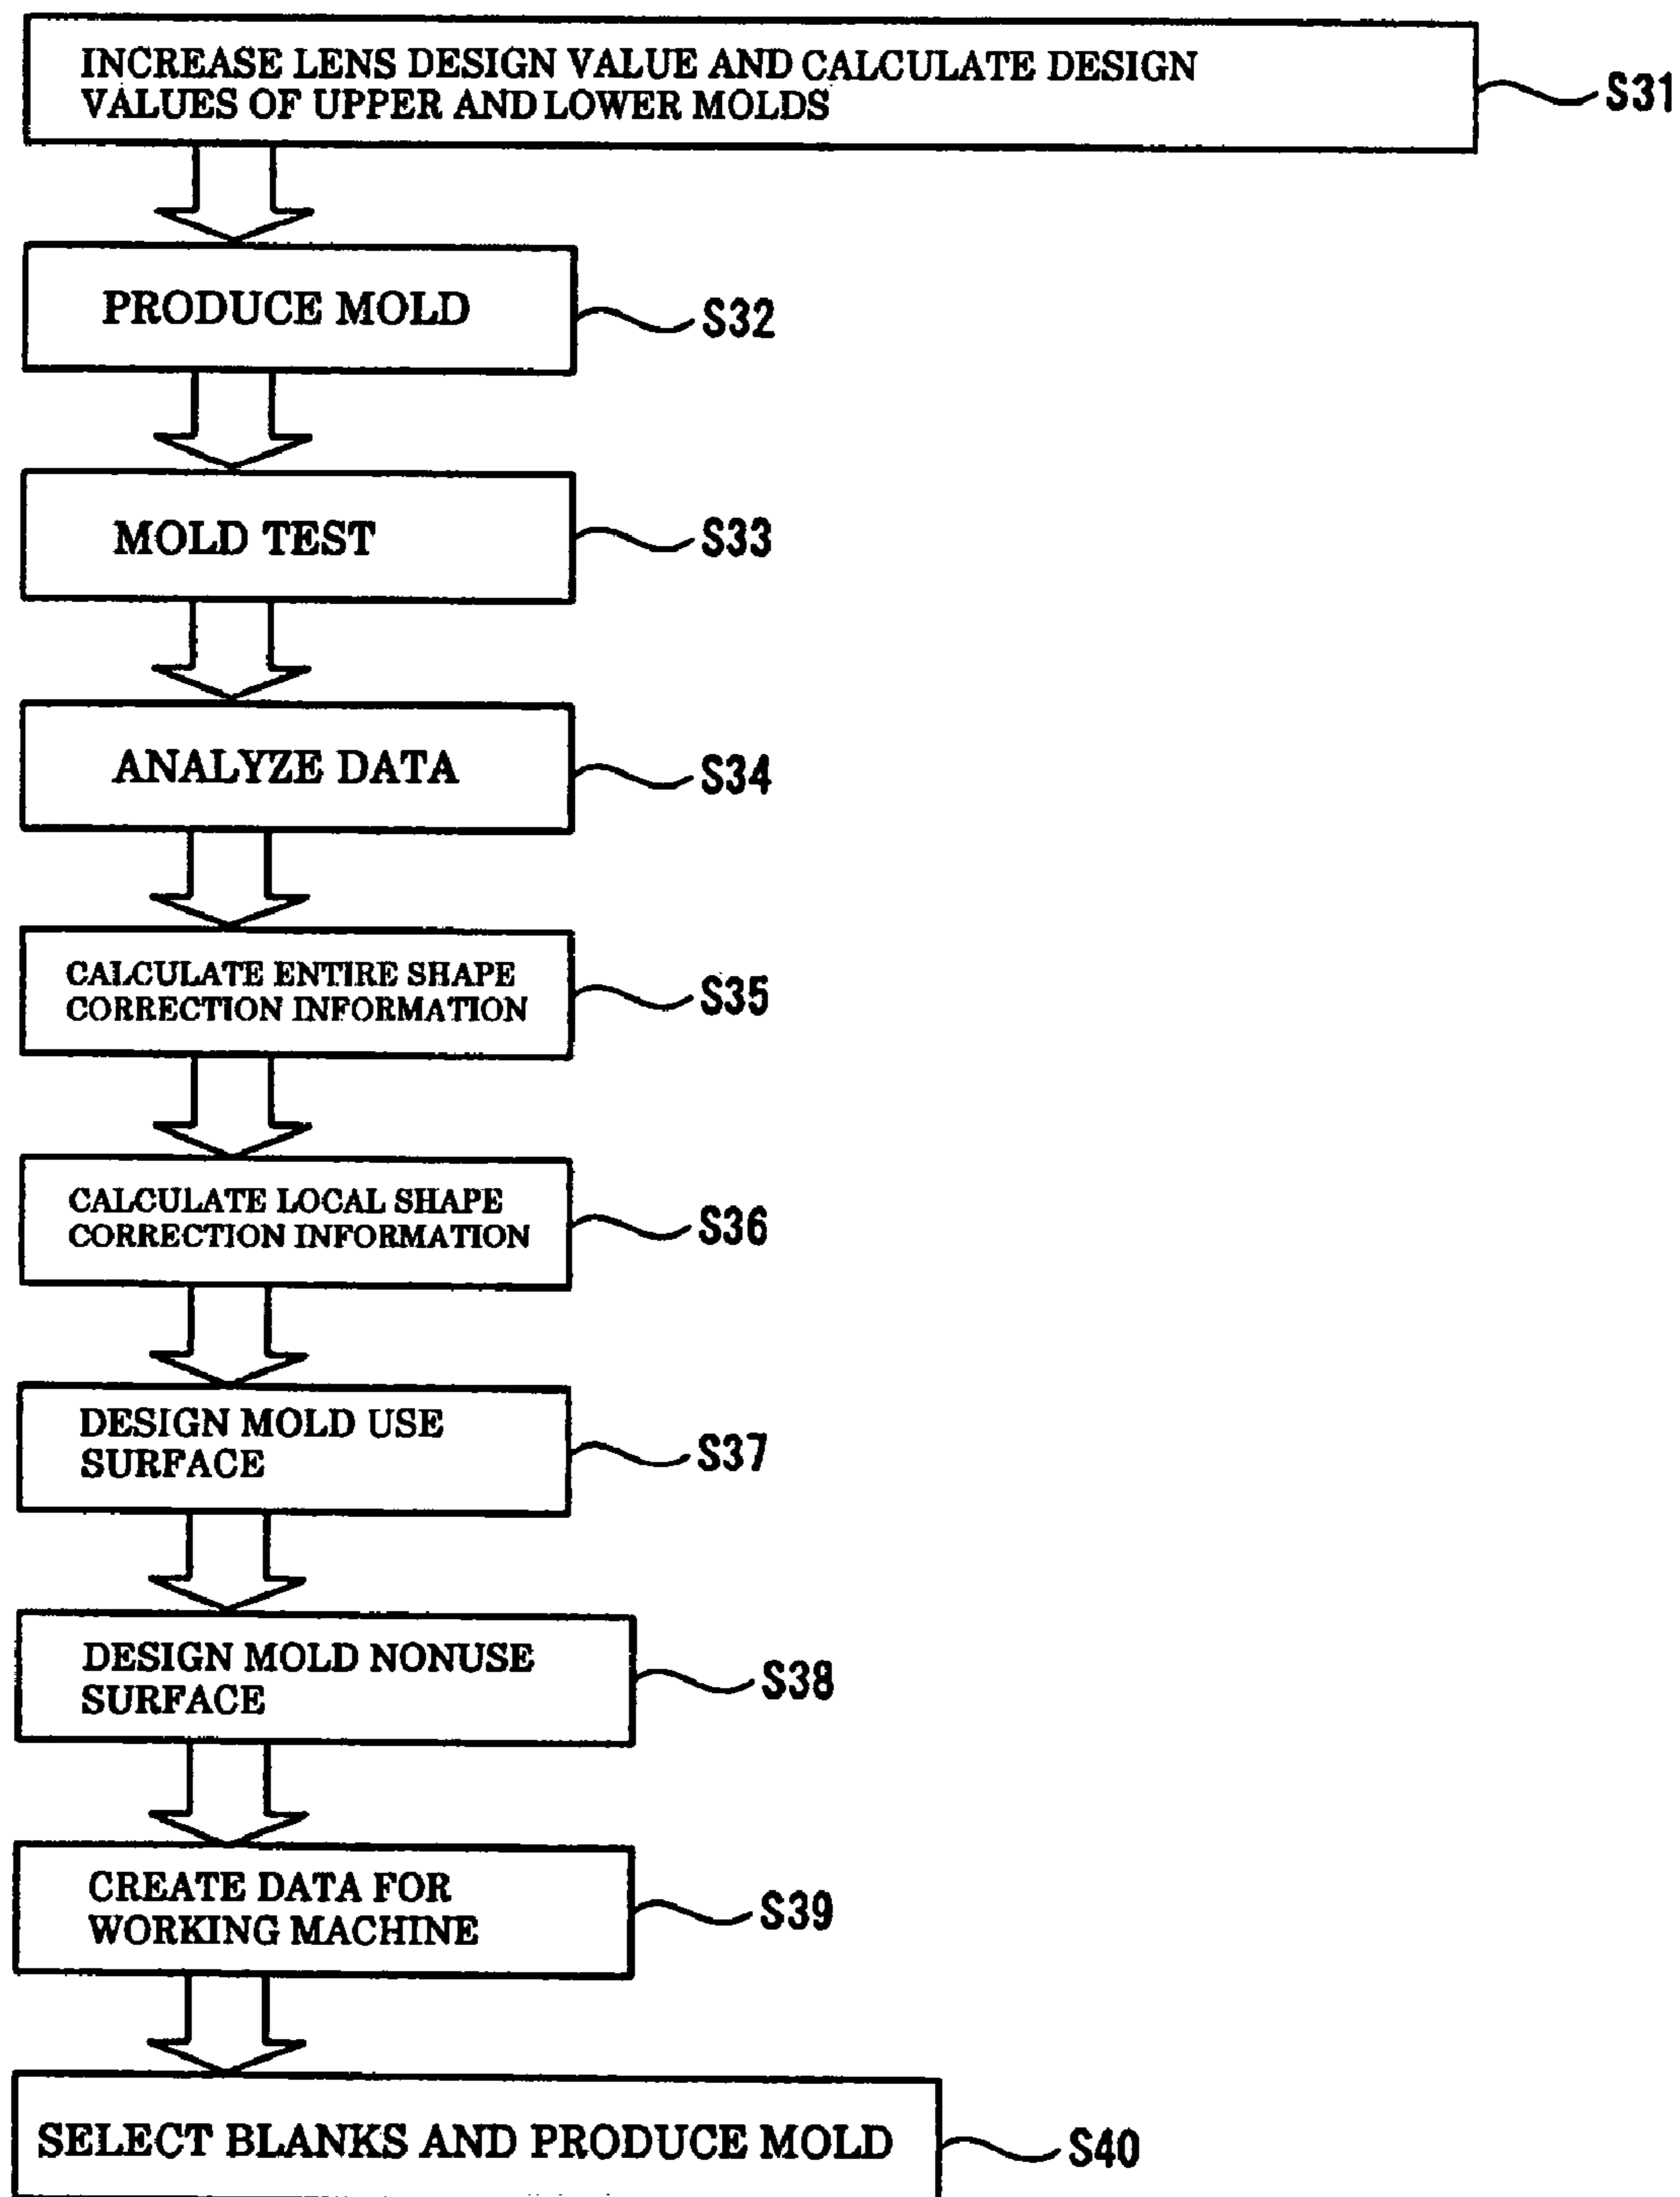 INCREASE LENS DESIGN VALUE AND CALCULATE DESIGN
VALUES OF UPPER AND LOWER MOLDS
S31
PRODUCE MOLD
S32
MOLD TEST
S33
ANALYZE DATA
S34
CALCULATE ENTIRE SHAPE
CORRECTION INFORMATION
S35
CALCULATE LOCAL SHAPE
CORRECTION INFORMATION
S36
DESIGN MOLD USE
SURFACE
S37
DESIGN MOLD NONUSE
SURFACE
S38
CREATE DATA FOR
WORKING MACHINE
S39
SELECT BLANKS AND PRODUCE MOLD
S40